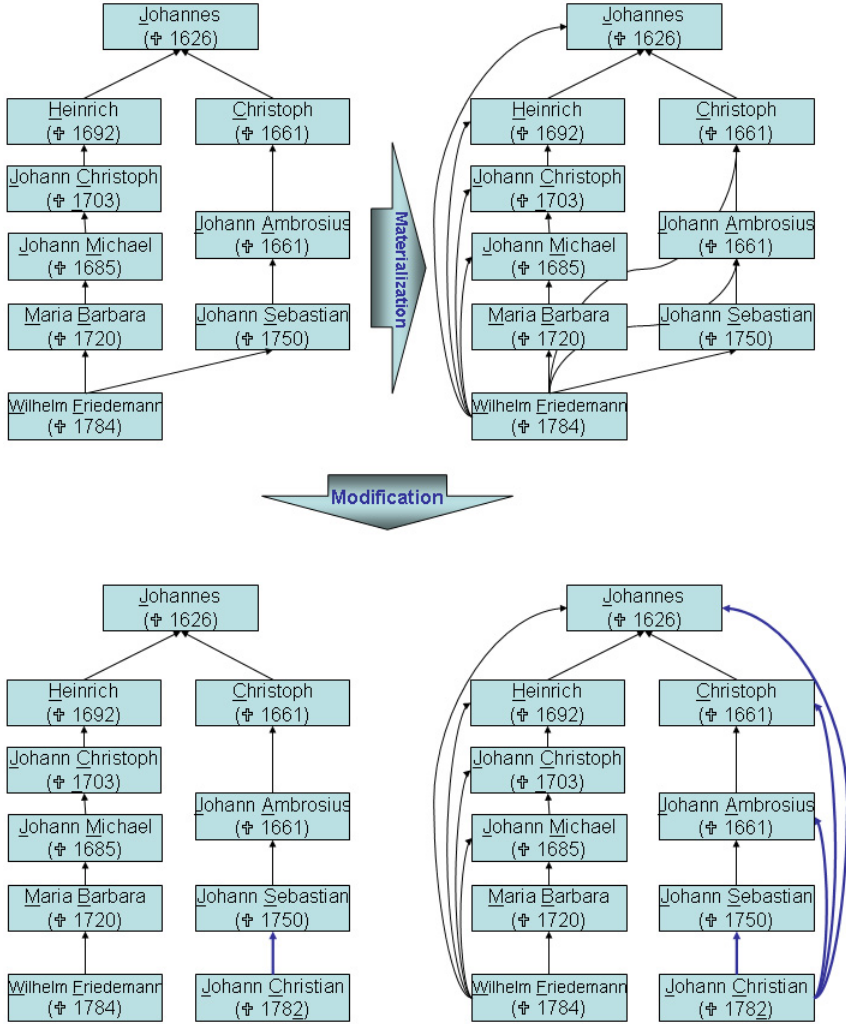 Johannes
(✞ 1626)
Heinrich
(✞ 1692)
Christoph
(✞ 1661)
Johann Christoph
(✞ 1703)
Johann Ambrosius
(✞ 1661)
Johann Michael
(✞ 1685)
Maria Barbara
(✞ 1720)
Johann Sebastian
(✞ 1750)
Wilhelm Friedemann
(✞ 1784)
Materialization
Johannes
(✞ 1626)
Heinrich
(✞ 1692)
Christoph
(✞ 1661)
Johann Christoph
(✞ 1703)
Johann Ambrosius
(✞ 1661)
Johann Michael
(✞ 1685)
Maria Barbara
(✞ 1720)
Johann Sebastian
(✞ 1750)
Wilhelm Friedemann
(✞ 1784)
Modification
Johannes
(✞ 1626)
Heinrich
(✞ 1692)
Christoph
(✞ 1661)
Johann Christoph
(✞ 1703)
Johann Ambrosius
(✞ 1661)
Johann Michael
(✞ 1685)
Maria Barbara
(✞ 1720)
Johann Sebastian
(✞ 1750)
Wilhelm Friedemann
(✞ 1784)
Johann Christian
(✞ 1782)
Johannes
(✞ 1626)
Heinrich
(✞ 1692)
Christoph
(✞ 1661)
Johann Christoph
(✞ 1703)
Johann Ambrosius
(✞ 1661)
Johann Michael
(✞ 1685)
Maria Barbara
(✞ 1720)
Johann Sebastian
(✞ 1750)
Wilhelm Friedemann
(✞ 1784)
Johann Christian
(✞ 1782)